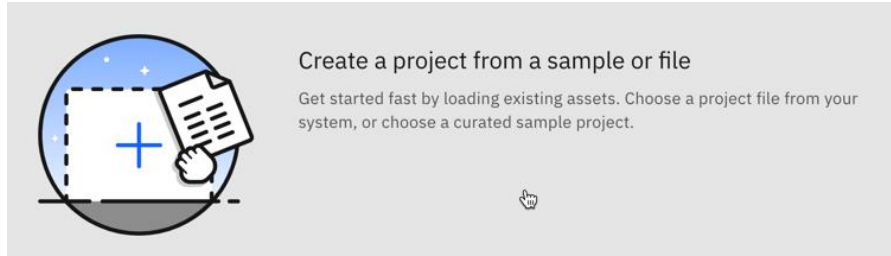 Create a project from a sample or file
Get started fast by loading existing assets. Choose a project file from your
system, or choose a curated sample project.